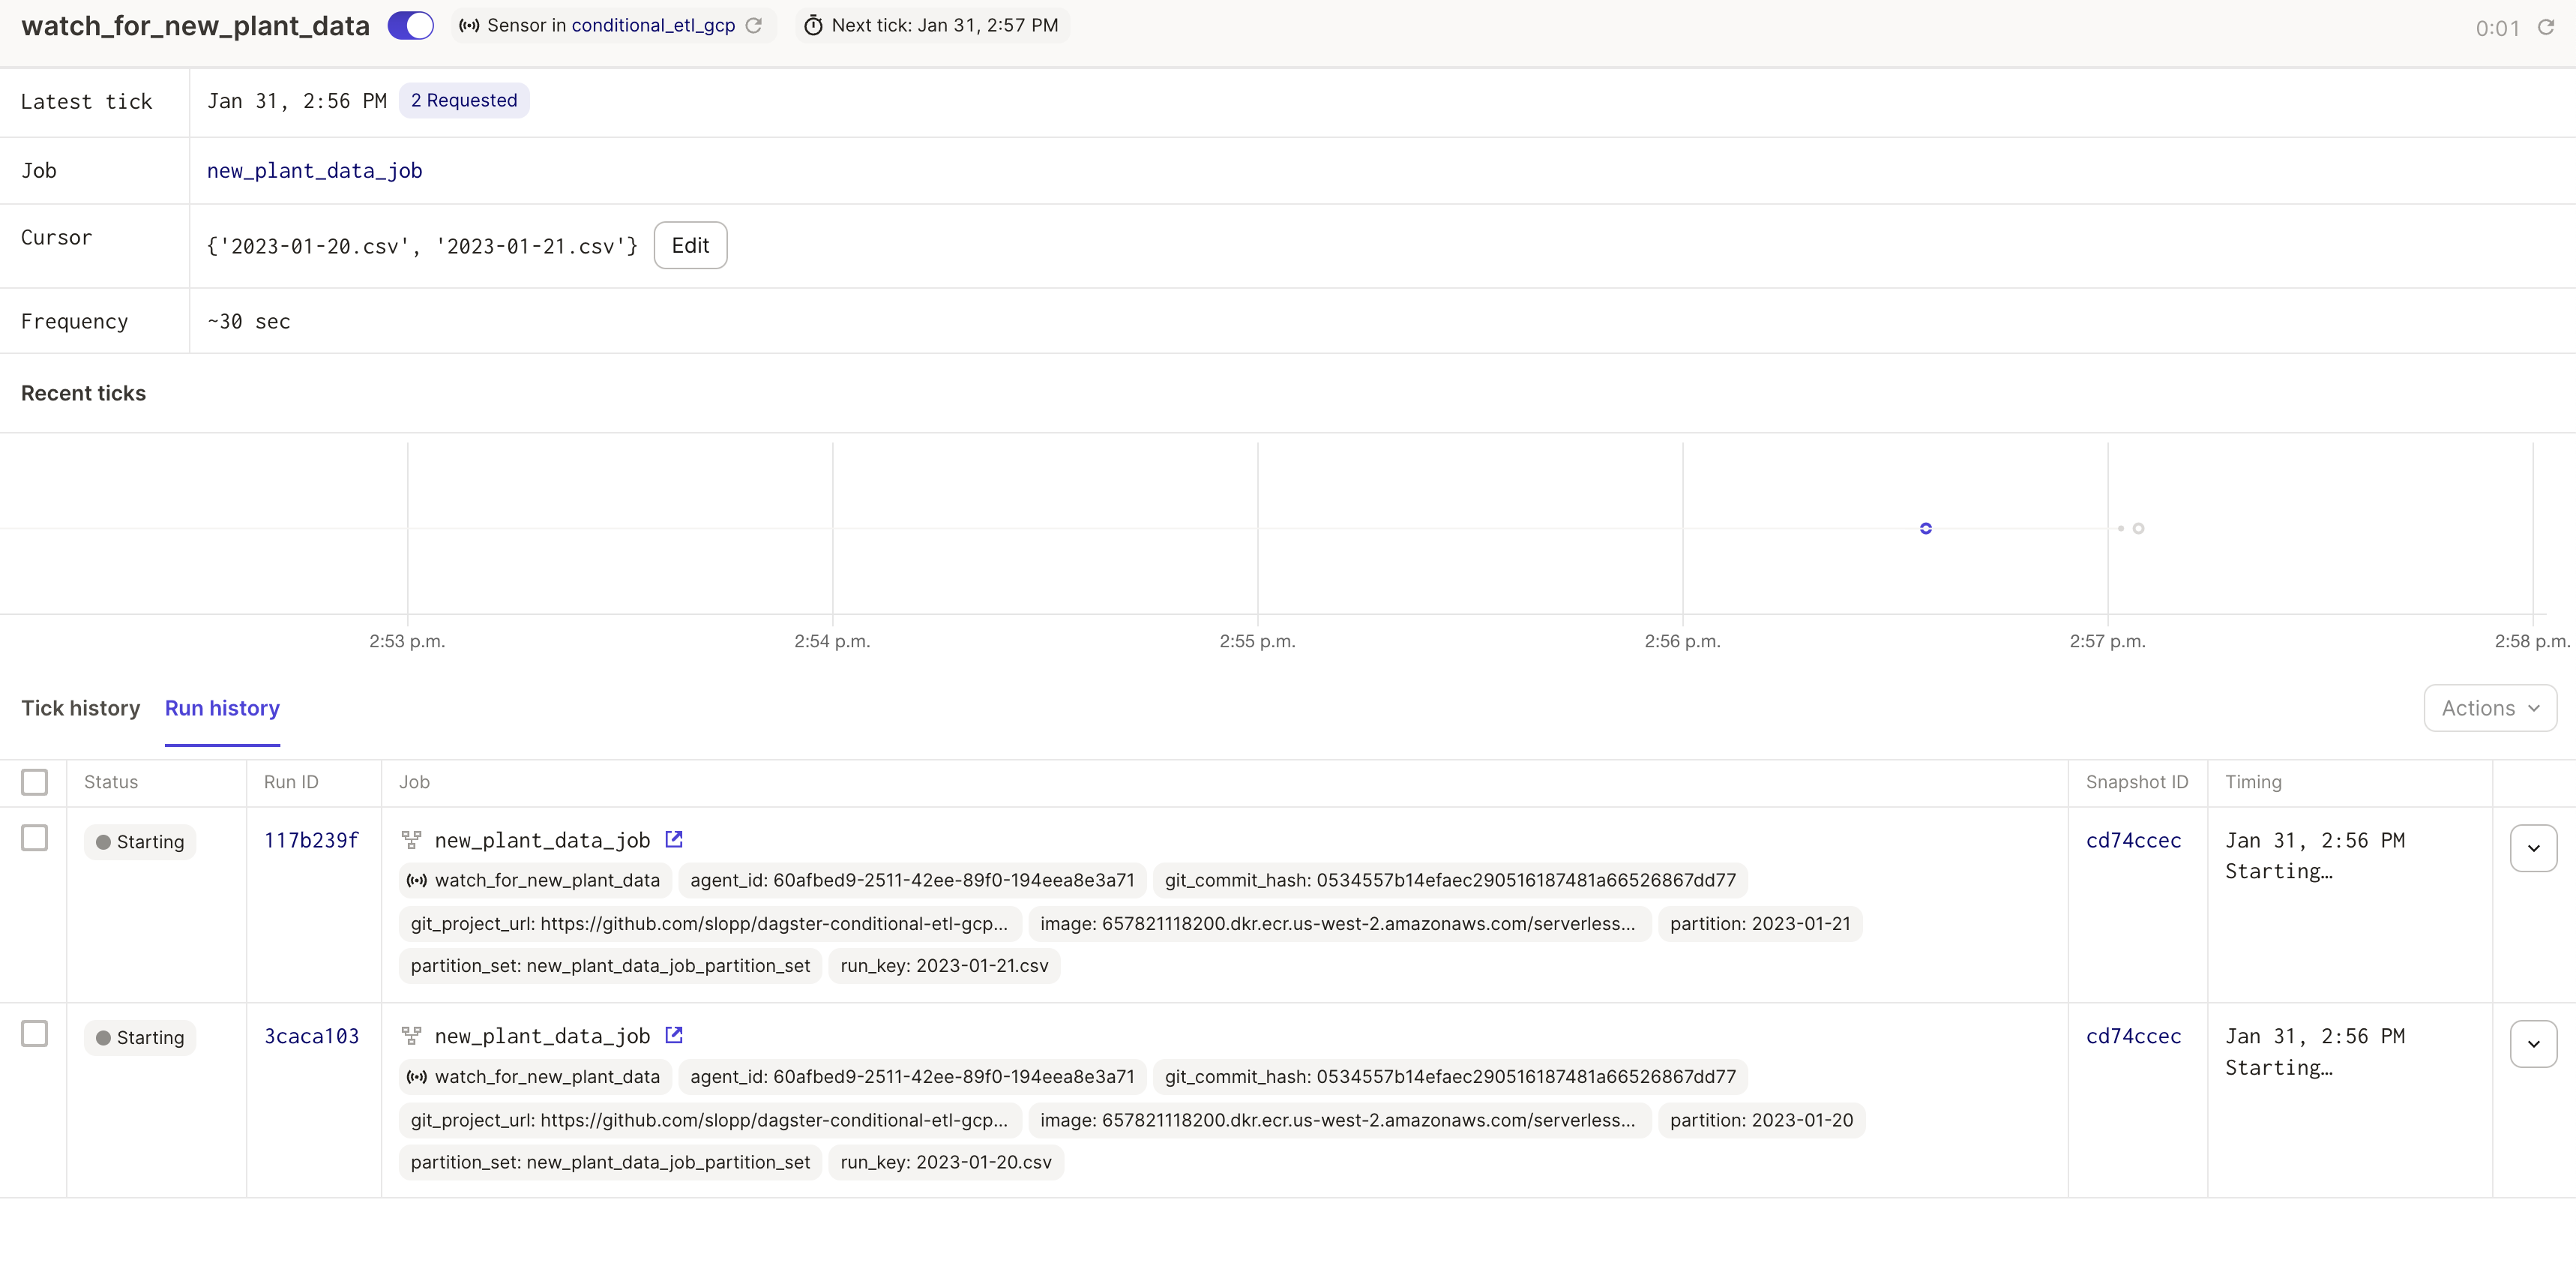 watch_for_new_plant_data Sensor in conditional_etl_gcp Next tick: Jan 31, 2:57 PM 0:01
Latest tick Jan 31, 2:56 PM 2 Requested
Job new_plant_data_job
Cursor {'2023-01-20.csv', '2023-01-21.csv'} Edit
Frequency ~30 sec
Recent ticks
2:53 p.m. 2:54 p.m. 2:55 p.m. 2:56 p.m. 2:57 p.m. 2:58 p.m.
Tick history Run history Actions
Status Run ID Job Snapshot ID Timing
Starting 117b239f new_plant_data_job cd74ccec Jan 31, 2:56 PM
Starting…
watch_for_new_plant_data agent_id: 60afbed9-2511-42ee-89f0-194eea8e3a71 git_commit_hash: 0534557b14efaec290516187481a66526867dd77
git_project_url: https://github.com/slopp/dagster-conditional-etl-gcp... image: 657821118200.dkr.ecr.us-west-2.amazonaws.com/serverless... partition: 2023-01-21
partition_set: new_plant_data_job_partition_set run_key: 2023-01-21.csv
Starting 3caca103 new_plant_data_job cd74ccec Jan 31, 2:56 PM
Starting…
watch_for_new_plant_data agent_id: 60afbed9-2511-42ee-89f0-194eea8e3a71 git_commit_hash: 0534557b14efaec290516187481a66526867dd77
git_project_url: https://github.com/slopp/dagster-conditional-etl-gcp... image: 657821118200.dkr.ecr.us-west-2.amazonaws.com/serverless... partition: 2023-01-20
partition_set: new_plant_data_job_partition_set run_key: 2023-01-20.csv